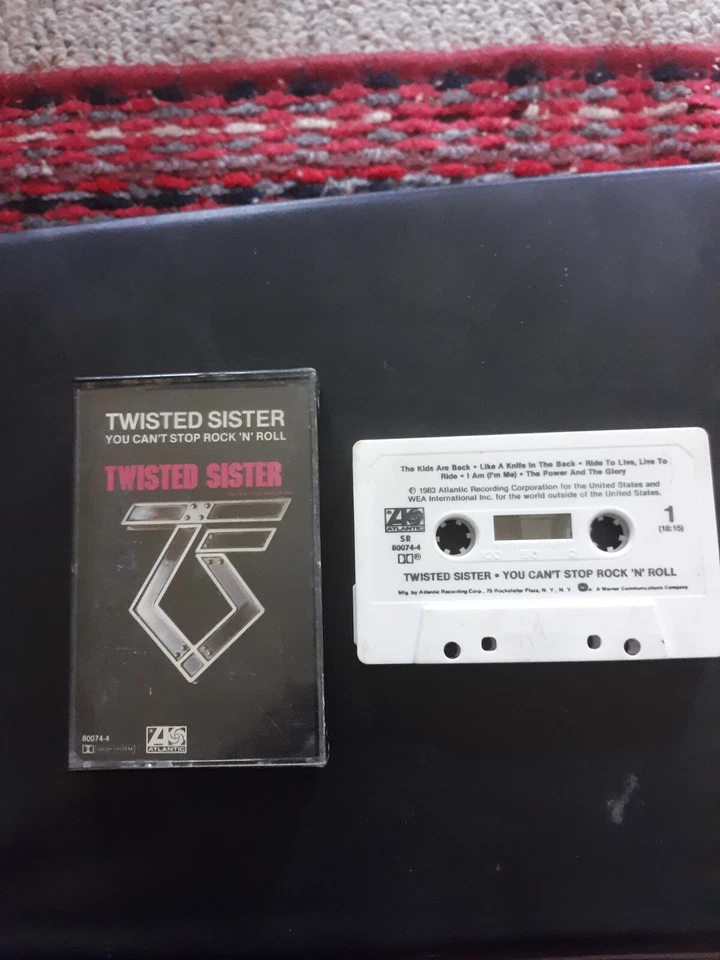 TWISTED SISTER
YOU CAN'T STOP ROCK 'N' ROLL
TWISTED SISTER
80074-4
ATLANTIC
The Kids Are Back • Like A Knife In The Back • Ride To Live, Live To
Ride • I Am (I'm Me) • The Power And The Glory
℗ 1983 Atlantic Recording Corporation for the United States and
WEA International Inc. for the world outside of the United States.
ATLANTIC
SR
80074-4
1
(18:15)
100 50 0
TWISTED SISTER • YOU CAN'T STOP ROCK 'N' ROLL
Mfg. by Atlantic Recording Corp., 75 Rockefeller Plaza, N.Y., N.Y. A Warner Communications Company